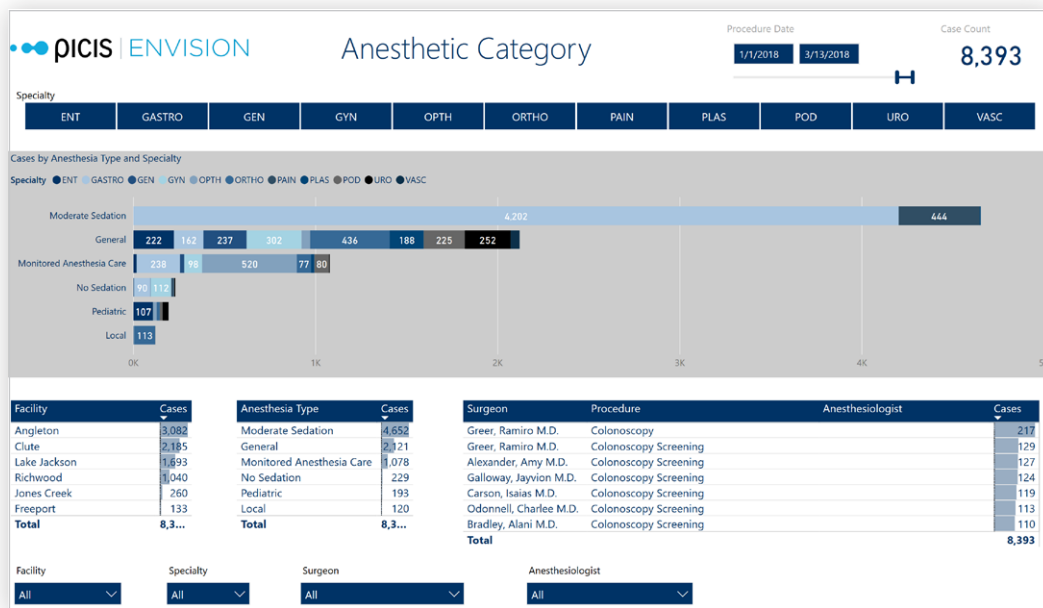 Procedure Date
Case Count
ρicis | ENVISION
Anesthetic Category
1/1/2018 3/13/2018
8,393
Specialty
ENT GASTRO GEN GYN OPTH ORTHO PAIN PLAS POD URO VASC
Cases by Anesthesia Type and Specialty
Specialty ENT GASTRO GEN GYN OPTH ORTHO PAIN PLAS POD URO VASC
Moderate Sedation 4,202 444
General 222 162 237 302 436 188 225 252
Monitored Anesthesia Care 238 98 520 77 80
No Sedation 90 112
Pediatric 107
Local 113
0K 1K 2K 3K 4K 5
Facility Cases
Angleton 3,082
Clute 2,185
Lake Jackson 1,693
Richwood 1,040
Jones Creek 260
Freeport 133
Total 8,3...
Anesthesia Type Cases
Moderate Sedation 4,652
General 2,121
Monitored Anesthesia Care 1,078
No Sedation 229
Pediatric 193
Local 120
Total 8,3...
Surgeon Procedure Anesthesiologist Cases
Greer, Ramiro M.D. Colonoscopy 217
Greer, Ramiro M.D. Colonoscopy Screening 129
Alexander, Amy M.D. Colonoscopy Screening 127
Galloway, Jayvion M.D. Colonoscopy Screening 124
Carson, Isaias M.D. Colonoscopy Screening 119
Odonnell, Charlee M.D. Colonoscopy Screening 113
Bradley, Alani M.D. Colonoscopy Screening 110
Total 8,393
Facility Specialty Surgeon Anesthesiologist
All All All All